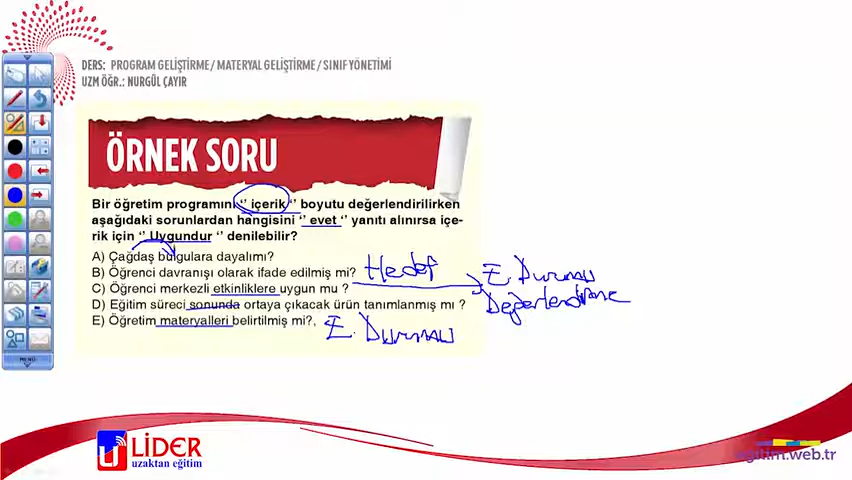 DERS: PROGRAM GELİŞTİRME / MATERYAL GELİŞTİRME / SINIF YÖNETİMİ
UZM ÖĞR.: NURGÜL ÇAYIR
ÖRNEK SORU
Bir öğretim programını '' içerik '' boyutu değerlendirilirken
aşağıdaki sorunlardan hangisini '' evet '' yanıtı alınırsa içe-
rik için '' Uygundur '' denilebilir?
A) Çağdaş bulgulara dayalımı?
B) Öğrenci davranışı olarak ifade edilmiş mi? Hedef
C) Öğrenci merkezli etkinliklere uygun mu ? E. Durumu
D) Eğitim süreci sonunda ortaya çıkacak ürün tanımlanmış mı ? Değerlendirme
E) Öğretim materyalleri belirtilmiş mi?, E. Durumu
MENÜ
LİDER
uzaktan eğitim
egitim.web.tr